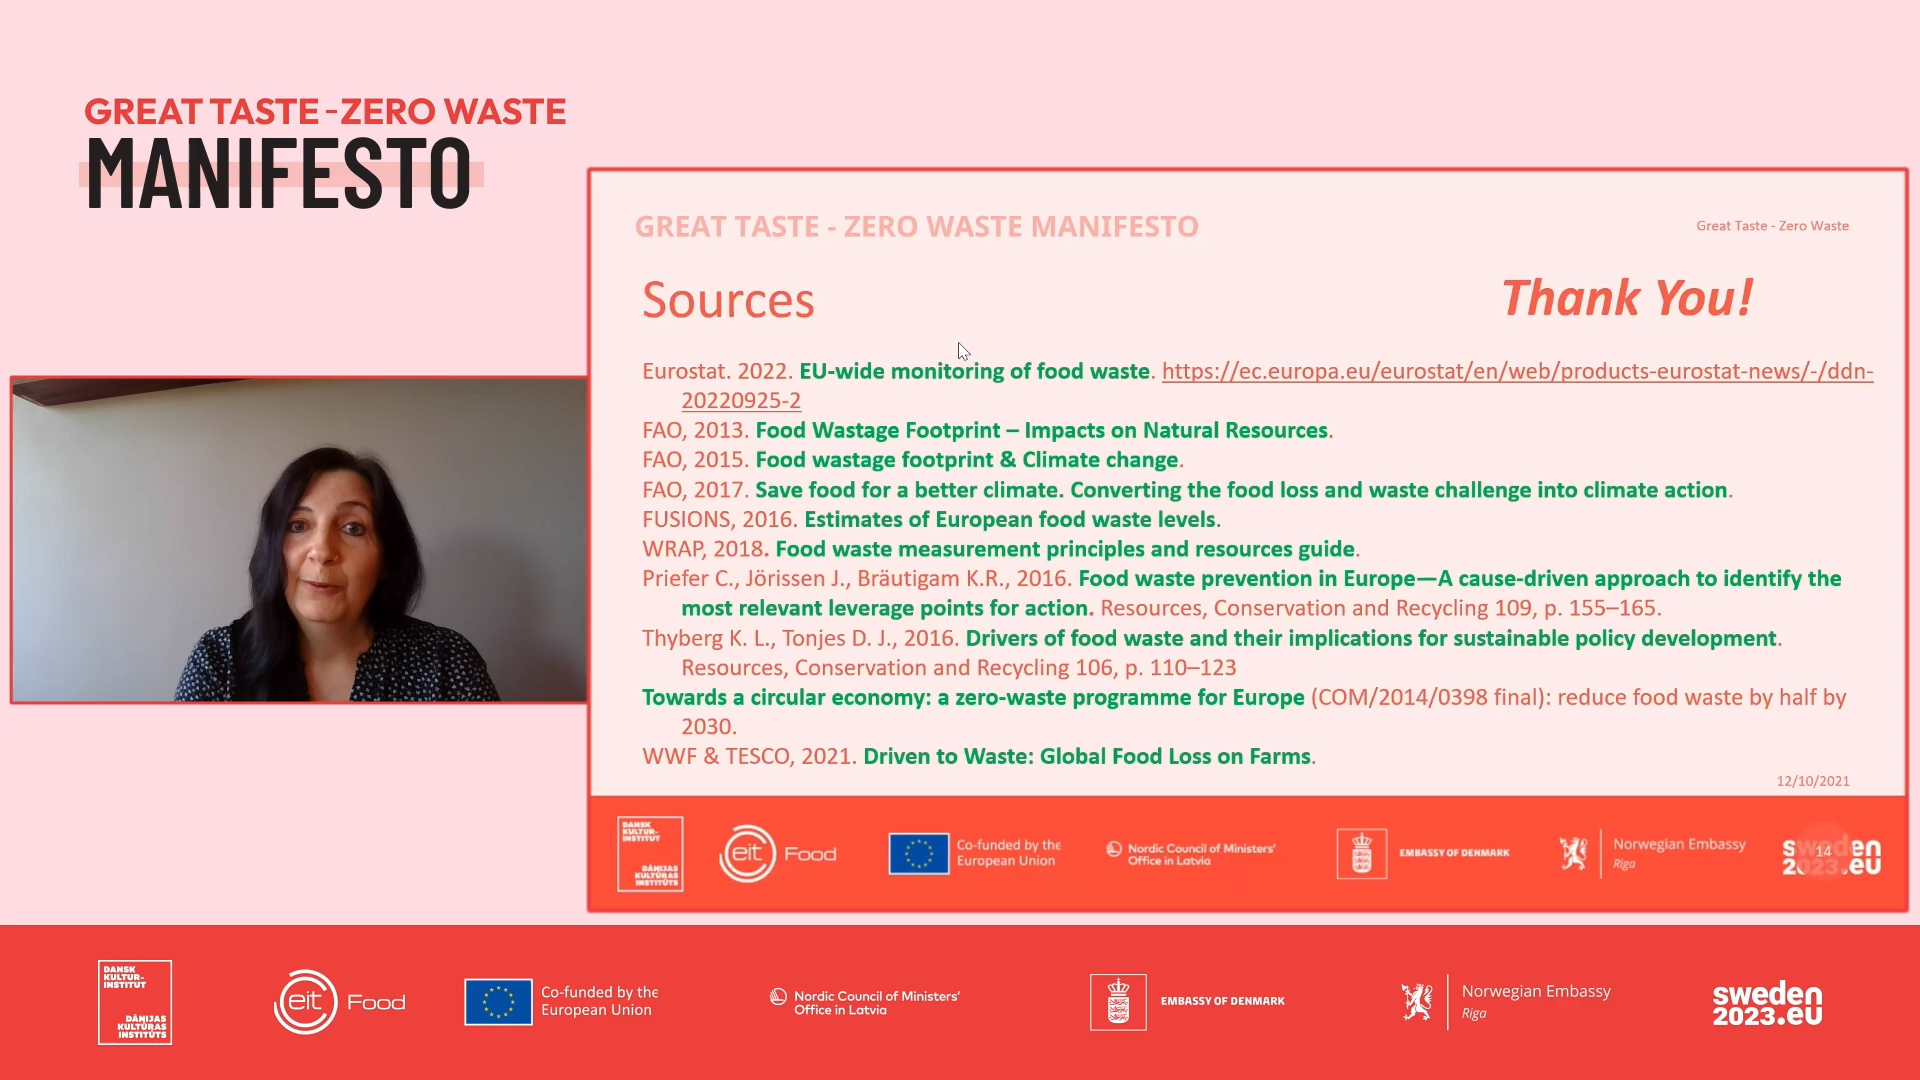 GREAT TASTE - ZERO WASTE
MANIFESTO
GREAT TASTE - ZERO WASTE MANIFESTO
Great Taste - Zero Waste
Sources
Thank You!
Eurostat. 2022. EU-wide monitoring of food waste. https://ec.europa.eu/eurostat/en/web/products-eurostat-news/-/ddn-
20220925-2
FAO, 2013. Food Wastage Footprint – Impacts on Natural Resources.
FAO, 2015. Food wastage footprint & Climate change.
FAO, 2017. Save food for a better climate. Converting the food loss and waste challenge into climate action.
FUSIONS, 2016. Estimates of European food waste levels.
WRAP, 2018. Food waste measurement principles and resources guide.
Priefer C., Jörissen J., Bräutigam K.R., 2016. Food waste prevention in Europe—A cause-driven approach to identify the
most relevant leverage points for action. Resources, Conservation and Recycling 109, p. 155–165.
Thyberg K. L., Tonjes D. J., 2016. Drivers of food waste and their implications for sustainable policy development.
Resources, Conservation and Recycling 106, p. 110–123
Towards a circular economy: a zero-waste programme for Europe (COM/2014/0398 final): reduce food waste by half by
2030.
WWF & TESCO, 2021. Driven to Waste: Global Food Loss on Farms.
12/10/2021
DANSK
KULTUR-
INSTITUT
DĀNIJAS
KULTŪRAS
INSTITŪTS
eit Food
Co-funded by the
European Union
Nordic Council of Ministers'
Office in Latvia
EMBASSY OF DENMARK
Norwegian Embassy
Riga
sweden
2023.eu
14
DANSK
KULTUR-
INSTITUT
DĀNIJAS
KULTŪRAS
INSTITŪTS
eit Food
Co-funded by the
European Union
Nordic Council of Ministers'
Office in Latvia
EMBASSY OF DENMARK
Norwegian Embassy
Riga
sweden
2023.eu